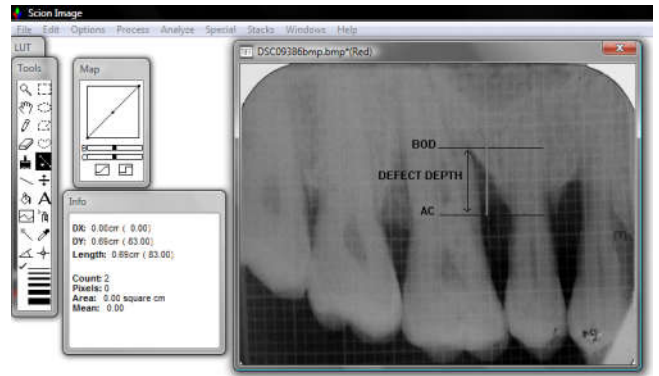 Scion Image
File Edit Options Process Analyze Special Stacks Windows Help
LUT
Tools
Map
DSC09386bmp.bmp*(Red)
BOD
DEFECT DEPTH
AC
A
Info
DX: 0.00cm ( 0.00)
DY: 0.69cm ( 83.00)
Length: 0.69cm ( 83.00)
Count: 2
Pixels: 0
Area: 0.00 square cm
Mean: 0.00